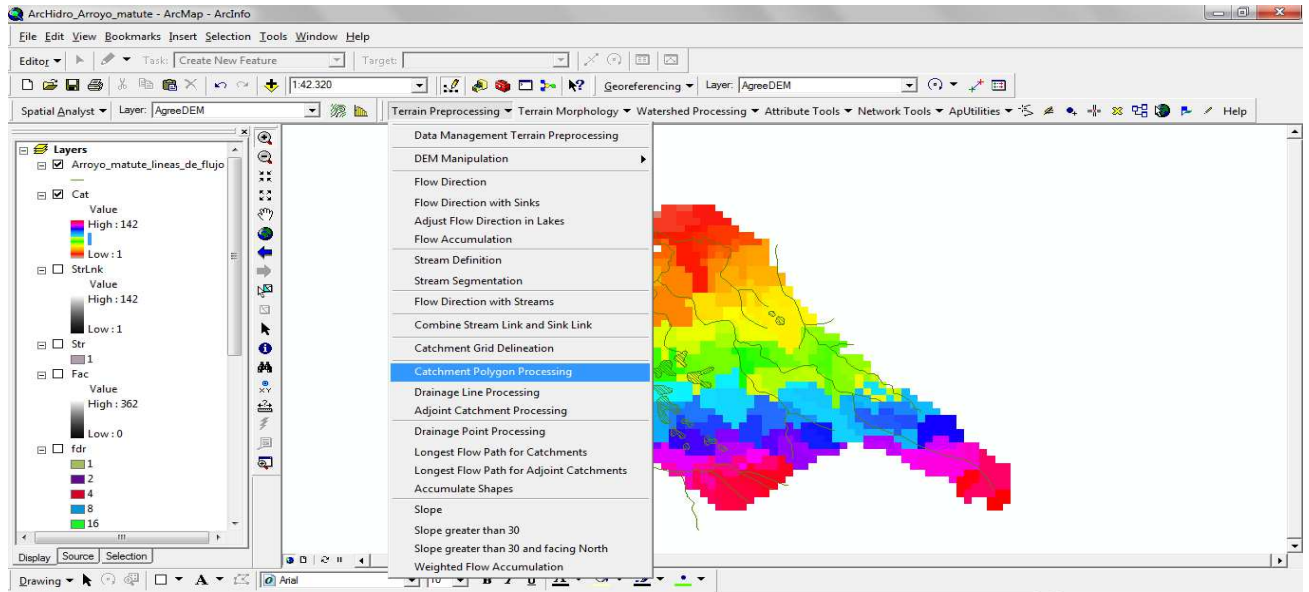 ArcHidro_Arroyo_matute - ArcMap - ArcInfo
File Edit View Bookmarks Insert Selection Tools Window Help
Editor Task: Create New Feature Target:
1:42.320 Georeferencing Layer: AgreeDEM
Spatial Analyst Layer: AgreeDEM Terrain Preprocessing Terrain Morphology Watershed Processing Attribute Tools Network Tools ApUtilities Help
Layers
Arroyo_matute_lineas_de_flujo
Cat
Value
High : 142
Low : 1
StrLnk
Value
High : 142
Low : 1
Str
1
Fac
Value
High : 362
Low : 0
fdr
1
2
4
8
16
Display Source Selection
Data Management Terrain Preprocessing
DEM Manipulation
Flow Direction
Flow Direction with Sinks
Adjust Flow Direction in Lakes
Flow Accumulation
Stream Definition
Stream Segmentation
Flow Direction with Streams
Combine Stream Link and Sink Link
Catchment Grid Delineation
Catchment Polygon Processing
Drainage Line Processing
Adjoint Catchment Processing
Drainage Point Processing
Longest Flow Path for Catchments
Longest Flow Path for Adjoint Catchments
Accumulate Shapes
Slope
Slope greater than 30
Slope greater than 30 and facing North
Weighted Flow Accumulation
Drawing A Arial 10 B I U A